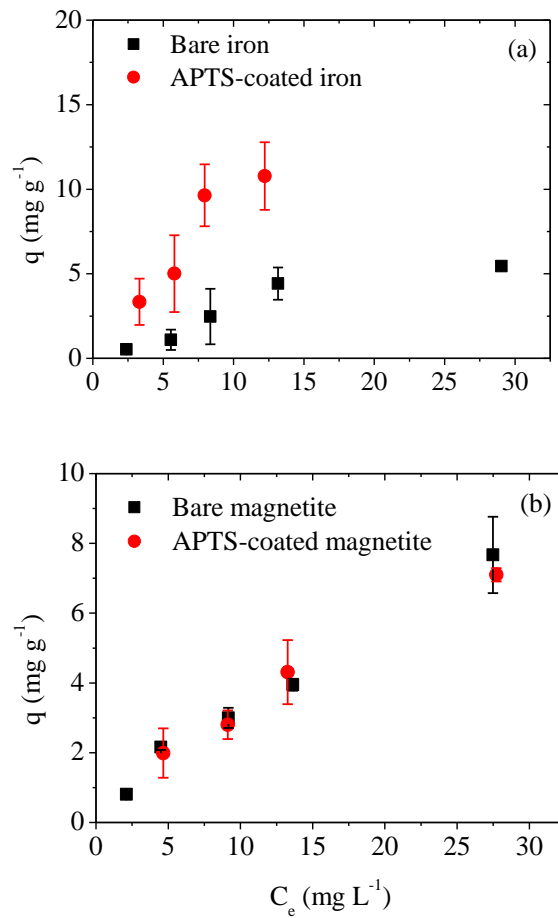 20
15
10
5
0
q (mg g⁻¹)
Bare iron
APTS-coated iron
(a)
0 5 10 15 20 25 30
10
8
6
4
2
0
q (mg g⁻¹)
Bare magnetite
APTS-coated magnetite
(b)
0 5 10 15 20 25 30
Cₑ (mg L⁻¹)